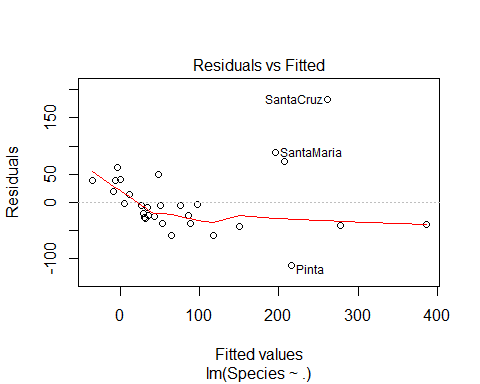 Residuals vs Fitted
Residuals
150
50
0
-100
SantaCruz
SantaMaria
Pinta
0
100
200
300
400
Fitted values
lm(Species ~ .)